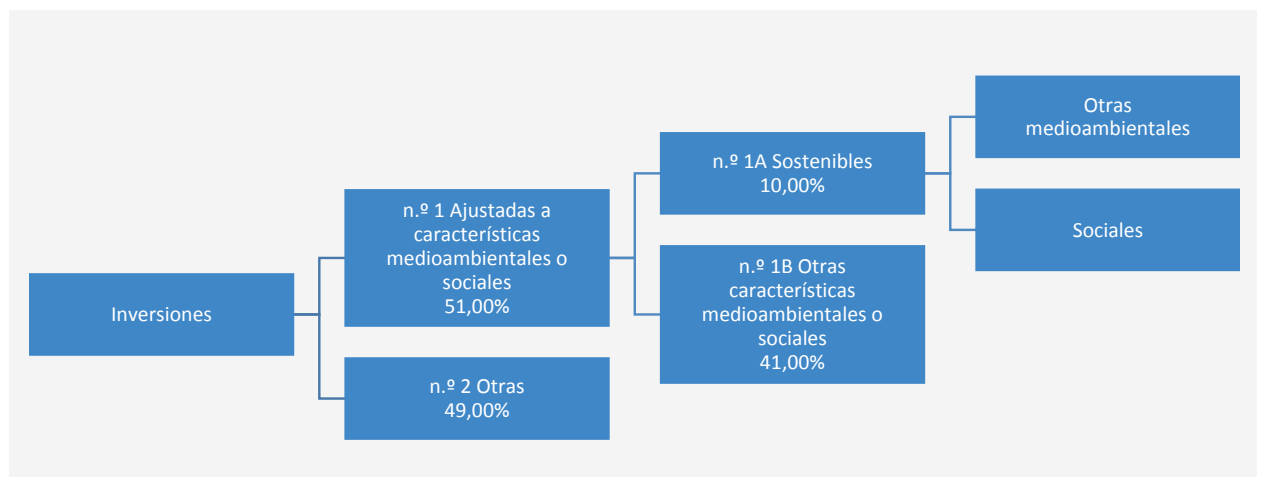 Inversiones
n.º 1 Ajustadas a
características
medioambientales o
sociales
51,00%
n.º 2 Otras
49,00%
n.º 1A Sostenibles
10,00%
n.º 1B Otras
características
medioambientales o
sociales
41,00%
Otras
medioambientales
Sociales